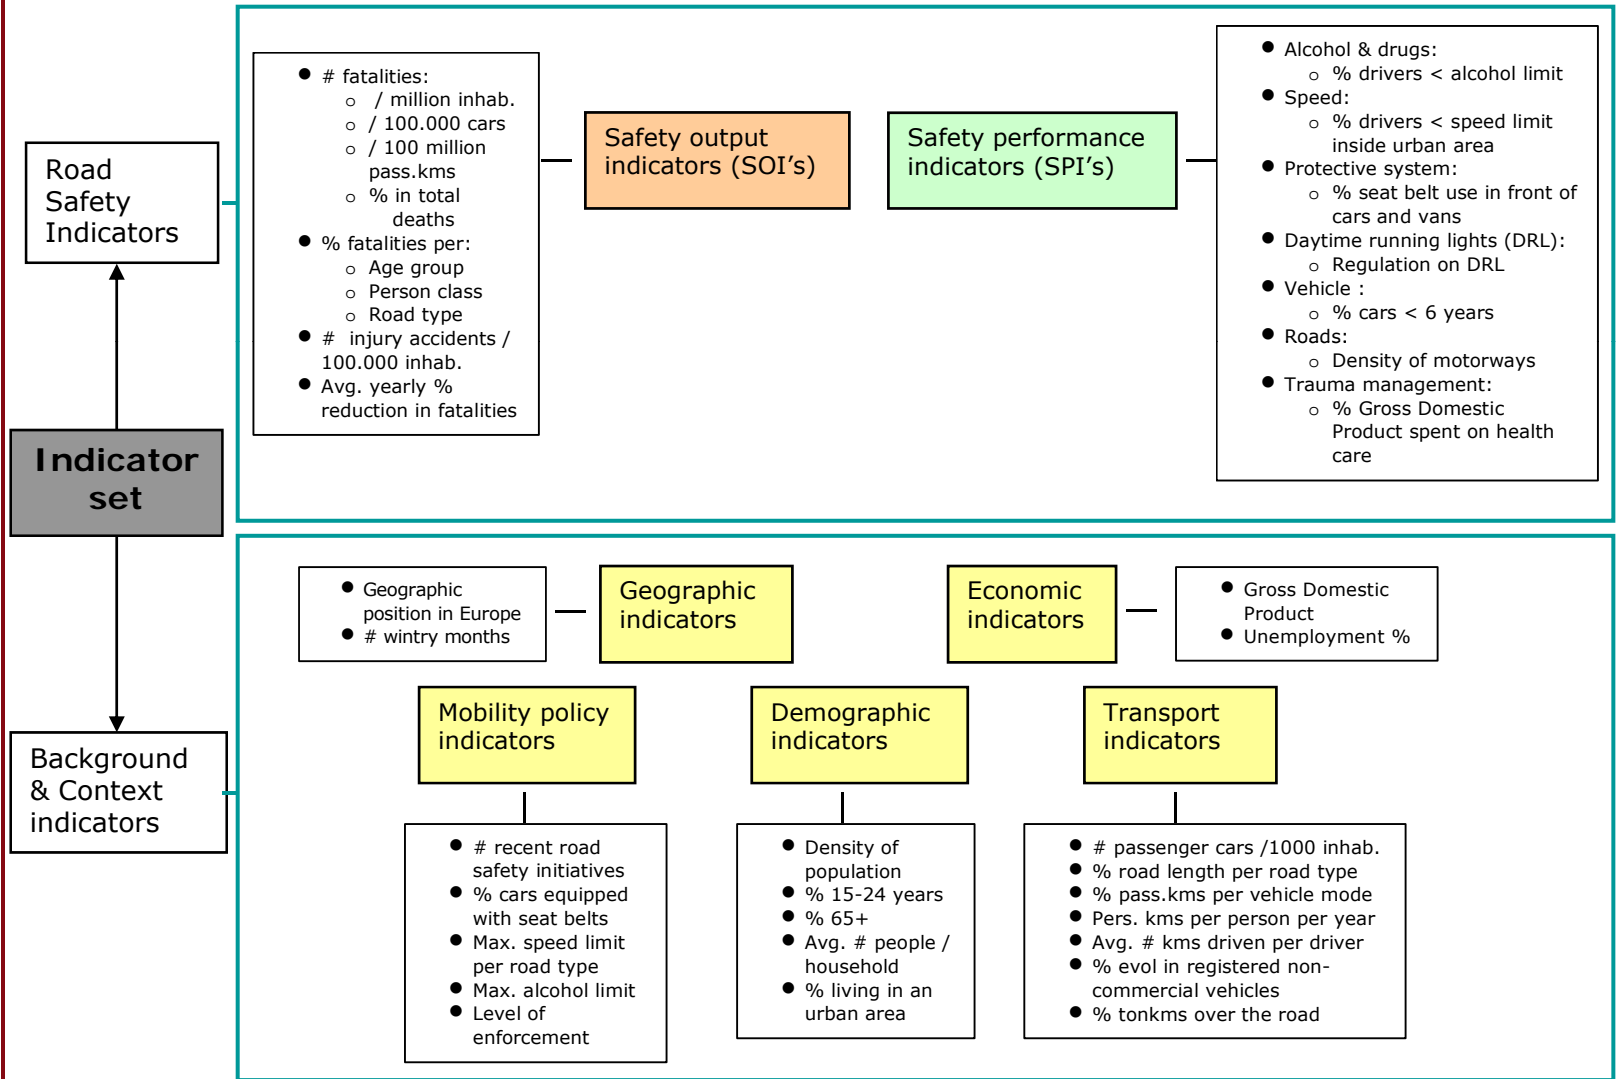 Road
Safety
Indicators
Indicator
set
Background
& Context
indicators
● # fatalities:
o / million inhab.
o / 100.000 cars
o / 100 million
pass.kms
o % in total
deaths
● % fatalities per:
o Age group
o Person class
o Road type
● # injury accidents /
100.000 inhab.
● Avg. yearly %
reduction in fatalities
Safety output
indicators (SOI's)
Safety performance
indicators (SPI's)
● Alcohol & drugs:
o % drivers < alcohol limit
● Speed:
o % drivers < speed limit
inside urban area
● Protective system:
o % seat belt use in front of
cars and vans
● Daytime running lights (DRL):
o Regulation on DRL
● Vehicle :
o % cars < 6 years
● Roads:
o Density of motorways
● Trauma management:
o % Gross Domestic
Product spent on health
care
● Geographic
position in Europe
● # wintry months
Geographic
indicators
Economic
indicators
● Gross Domestic
Product
● Unemployment %
Mobility policy
indicators
Demographic
indicators
Transport
indicators
● # recent road
safety initiatives
● % cars equipped
with seat belts
● Max. speed limit
per road type
● Max. alcohol limit
● Level of
enforcement
● Density of
population
● % 15-24 years
● % 65+
● Avg. # people /
household
● % living in an
urban area
● # passenger cars /1000 inhab.
● % road length per road type
● % pass.kms per vehicle mode
● Pers. kms per person per year
● Avg. # kms driven per driver
● % evol in registered non-
commercial vehicles
● % tonkms over the road